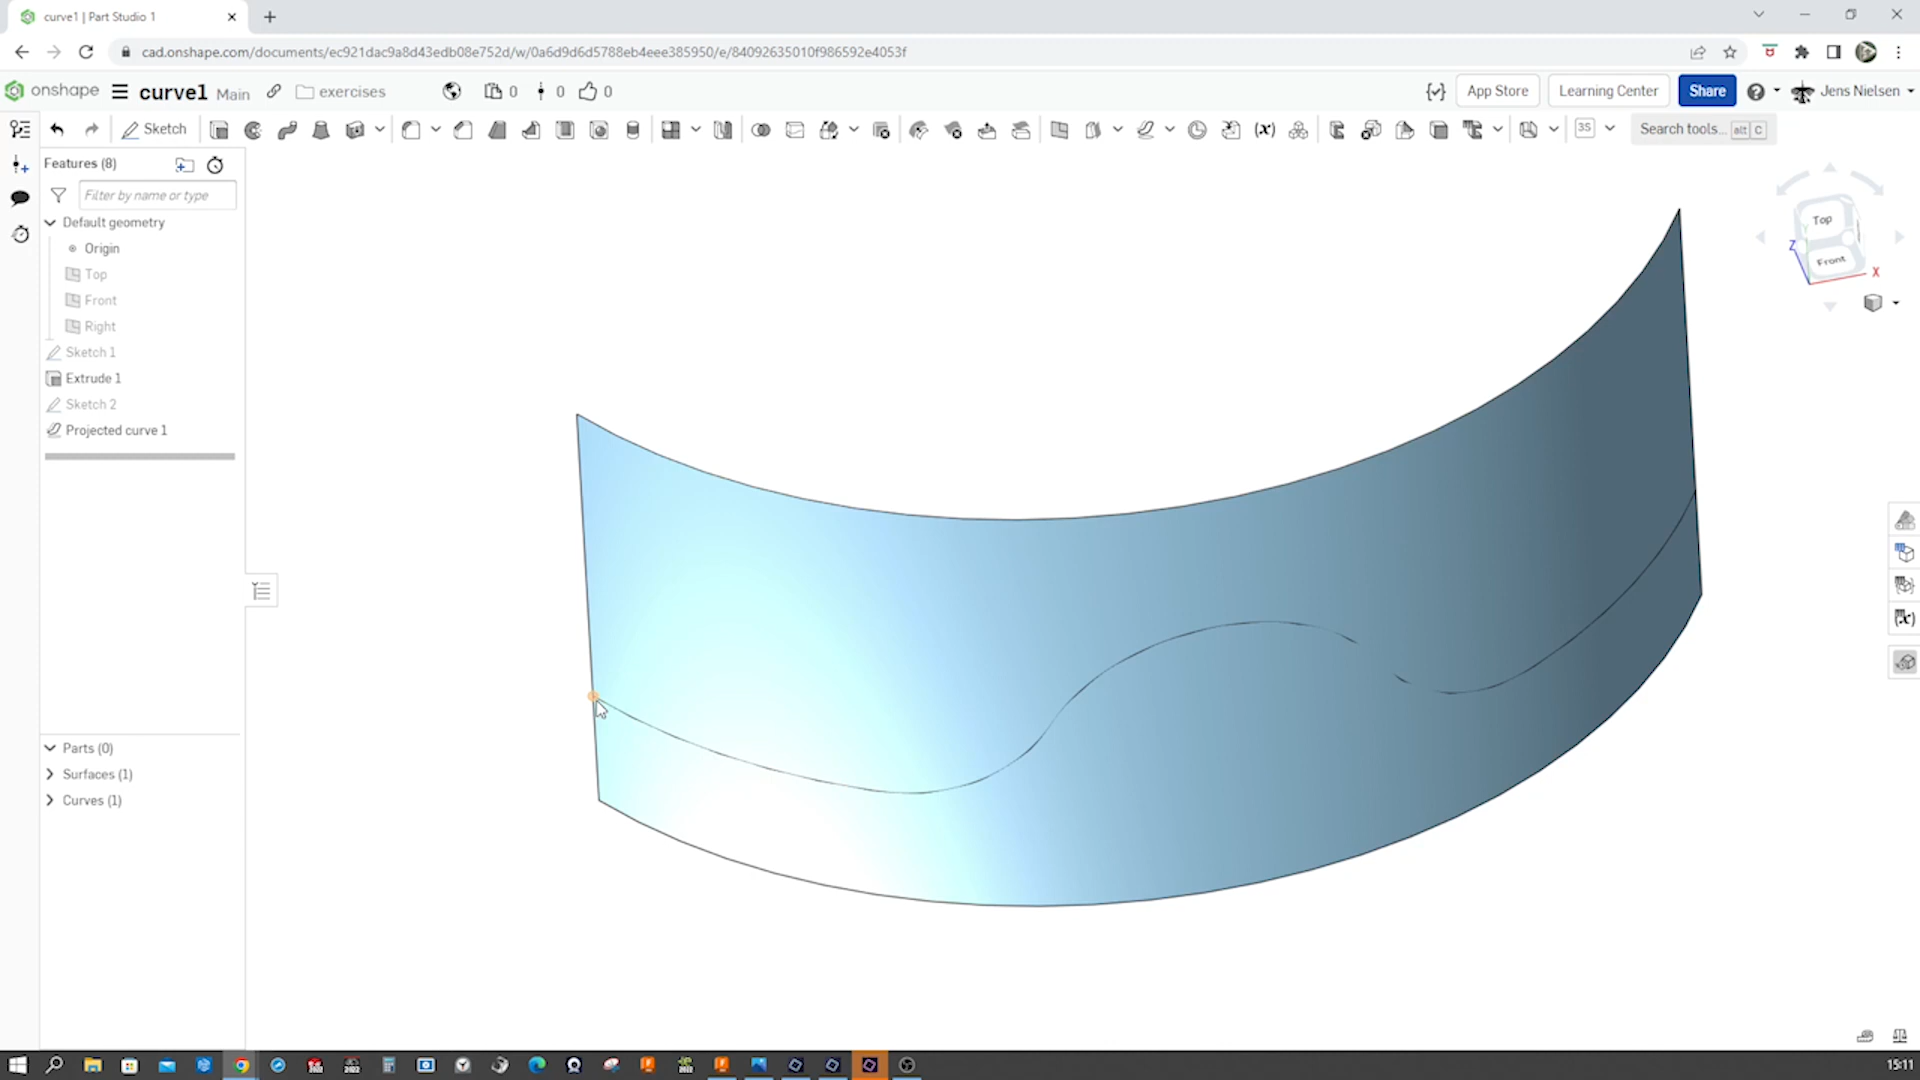 curve1 | Part Studio 1
cad.onshape.com/documents/ec921dac9a8d43edb08e752d/w/0a6d9d6d5788eb4eee385950/e/84092635010f986592e4053f
onshape curve1 Main exercises 0 0 0 App Store Learning Center Share Jens Nielsen
Sketch (x) 3S Search tools... alt C
Features (8)
Filter by name or type
Default geometry
Origin
Top
Front
Right
Sketch 1
Extrude 1
Sketch 2
Projected curve 1
Parts (0)
Surfaces (1)
Curves (1)
Top
Z
Front
X
(x)
15:11